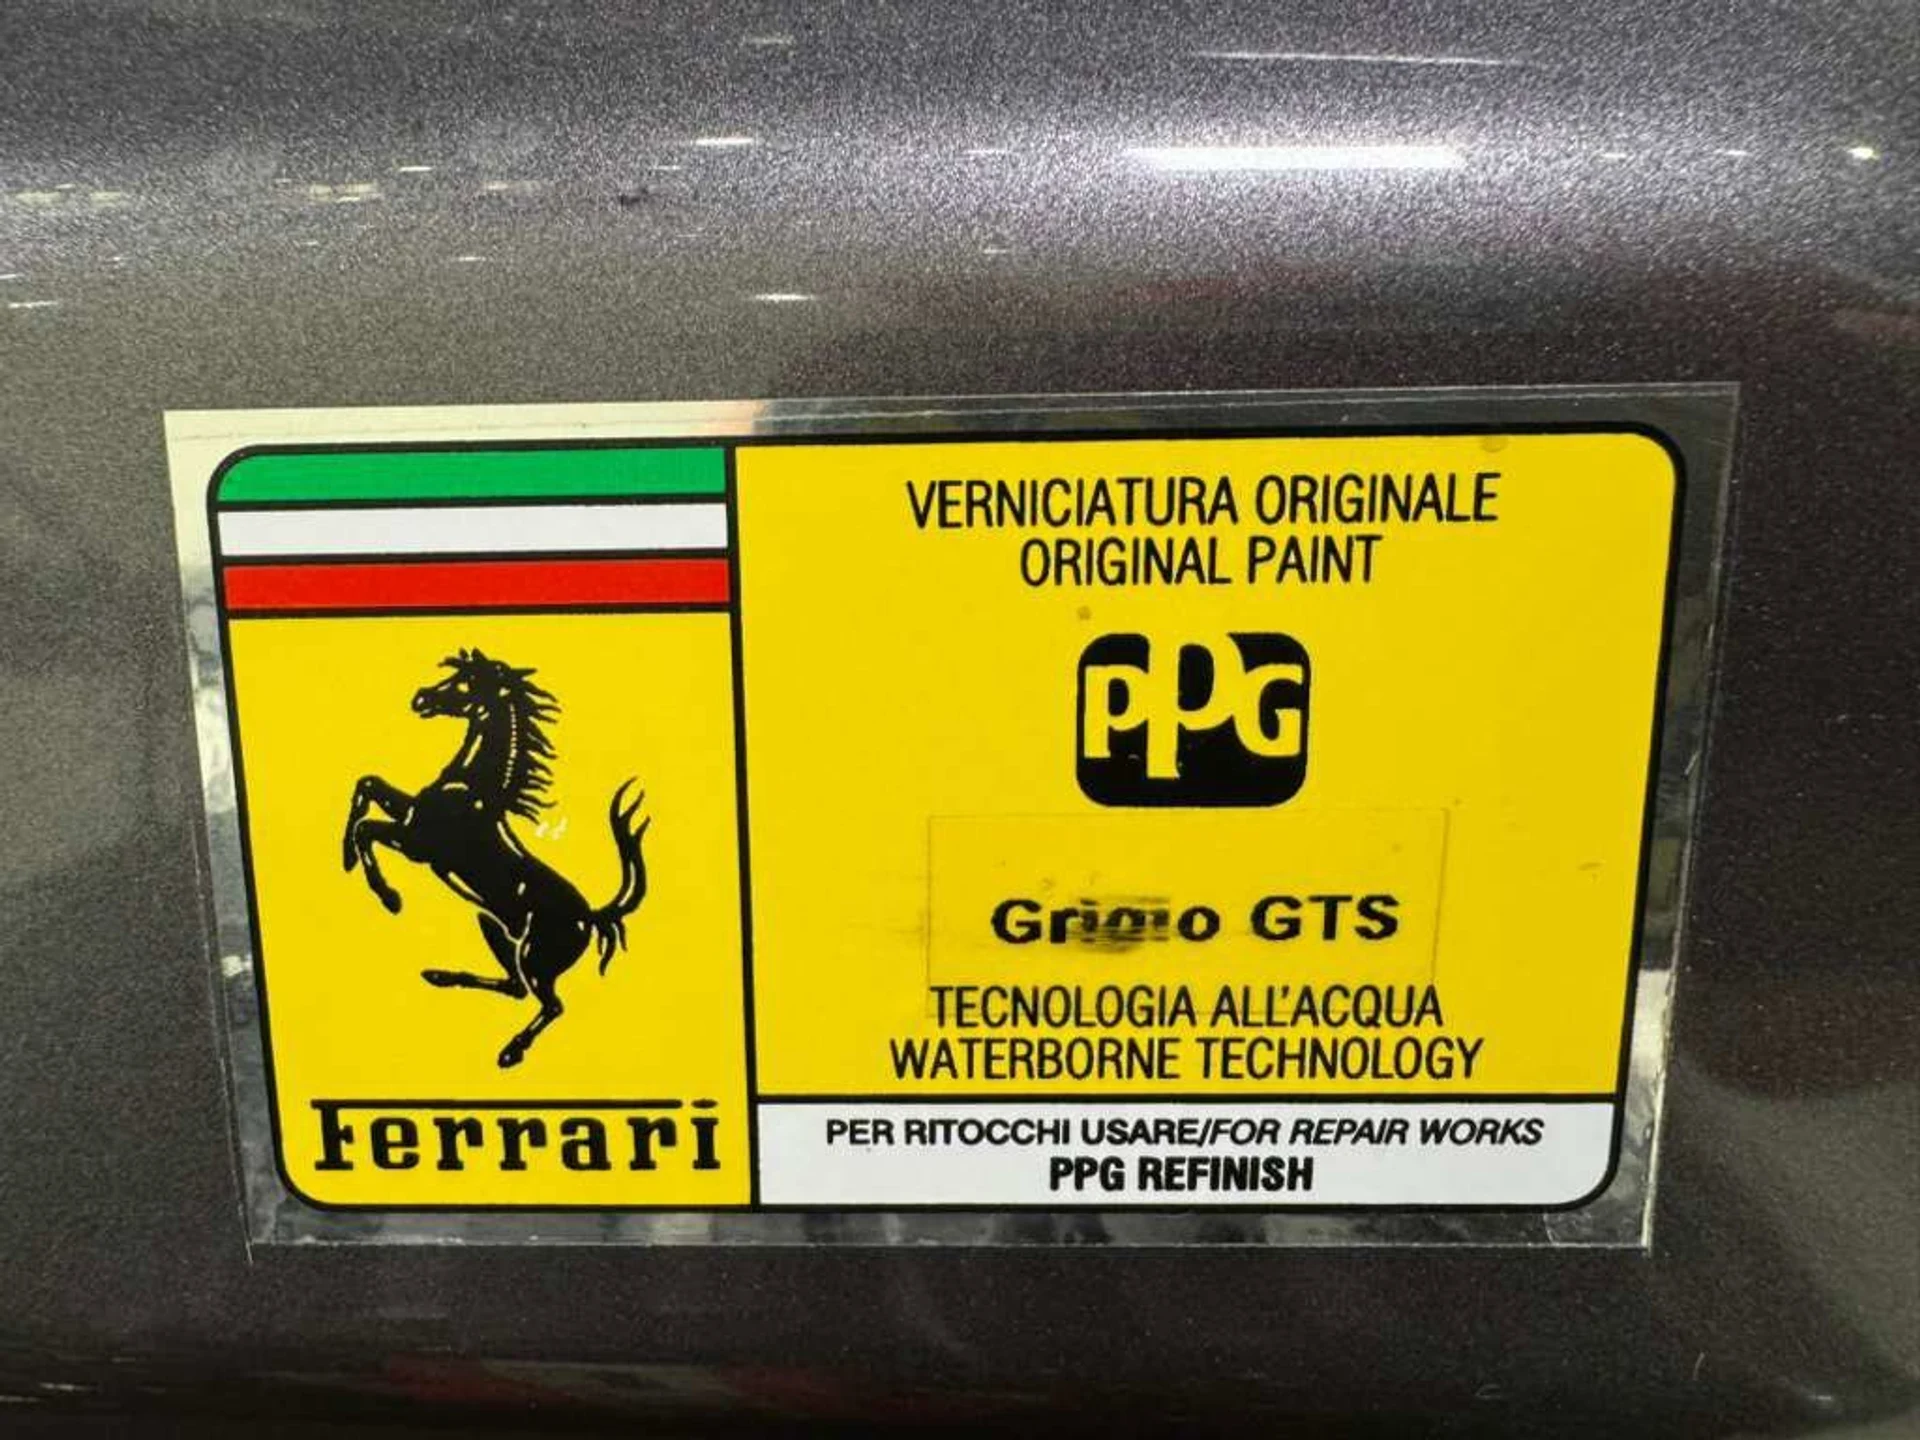 VERNICIATURA ORIGINALE
ORIGINAL PAINT
PPG
Grigio GTS
TECNOLOGIA ALL'ACQUA
WATERBORNE TECHNOLOGY
Ferrari
PER RITOCCHI USARE/FOR REPAIR WORKS
PPG REFINISH